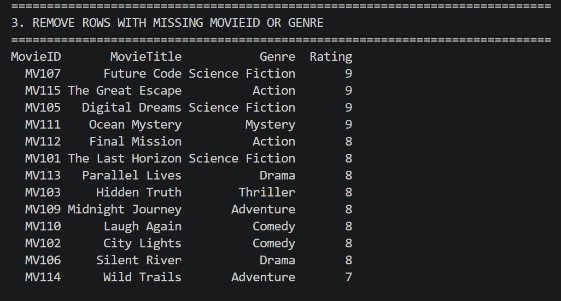 ================================================================================
3. REMOVE ROWS WITH MISSING MOVIEID OR GENRE
================================================================================
MovieID MovieTitle Genre Rating
MV107 Future Code Science Fiction 9
MV115 The Great Escape Action 9
MV105 Digital Dreams Science Fiction 9
MV111 Ocean Mystery Mystery 9
MV112 Final Mission Action 8
MV101 The Last Horizon Science Fiction 8
MV113 Parallel Lives Drama 8
MV103 Hidden Truth Thriller 8
MV109 Midnight Journey Adventure 8
MV110 Laugh Again Comedy 8
MV102 City Lights Comedy 8
MV106 Silent River Drama 8
MV114 Wild Trails Adventure 7